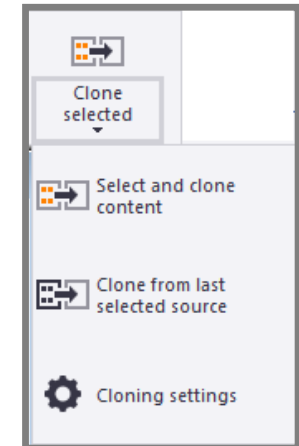 Clone
selected
Select and clone
content
Clone from last
selected source
Cloning settings